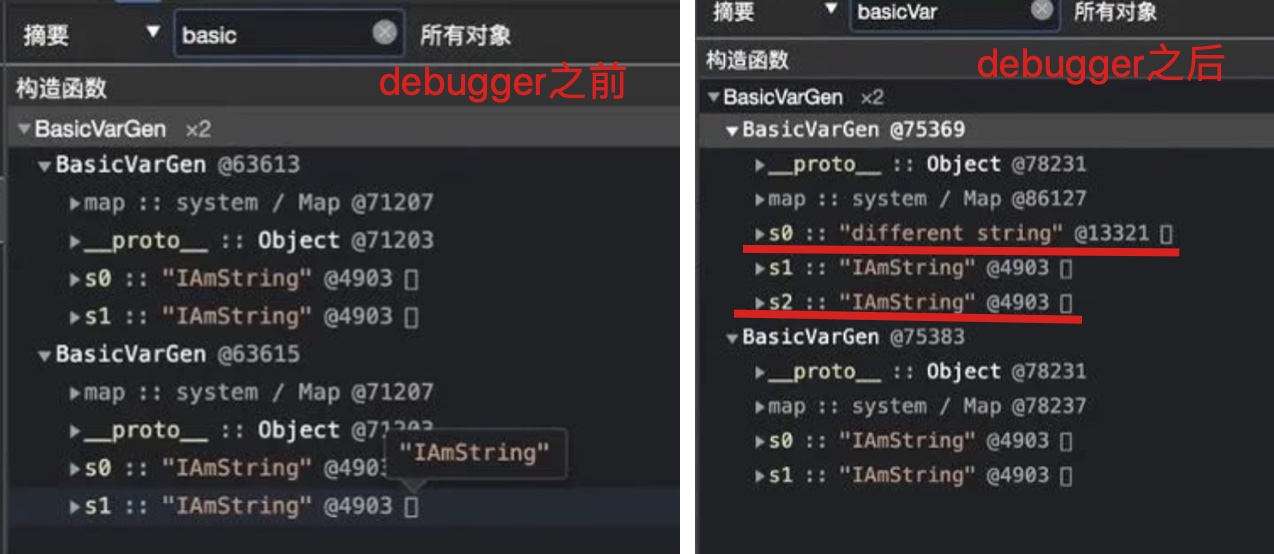 摘要 ▼ basic 所有对象
debugger之前
构造函数
▼BasicVarGen ×2
▼BasicVarGen @63613
▶map :: system / Map @71207
▶__proto__ :: Object @71203
▶s0 :: "IAmString" @4903 []
▶s1 :: "IAmString" @4903 []
▼BasicVarGen @63615
▶map :: system / Map @71207
▶__proto__ :: Object @71203
"IAmString"
▶s0 :: "IAmString" @4903
▶s1 :: "IAmString" @4903 []
摘要 ▼ basicVar 所有对象
debugger之后
构造函数
▼BasicVarGen ×2
▼BasicVarGen @75369
▶__proto__ :: Object @78231
▶map :: system / Map @86127
▶s0 :: "different string" @13321 []
▶s1 :: "IAmString" @4903 []
▶s2 :: "IAmString" @4903 []
▼BasicVarGen @75383
▶__proto__ :: Object @78231
▶map :: system / Map @78237
▶s0 :: "IAmString" @4903 []
▶s1 :: "IAmString" @4903 []